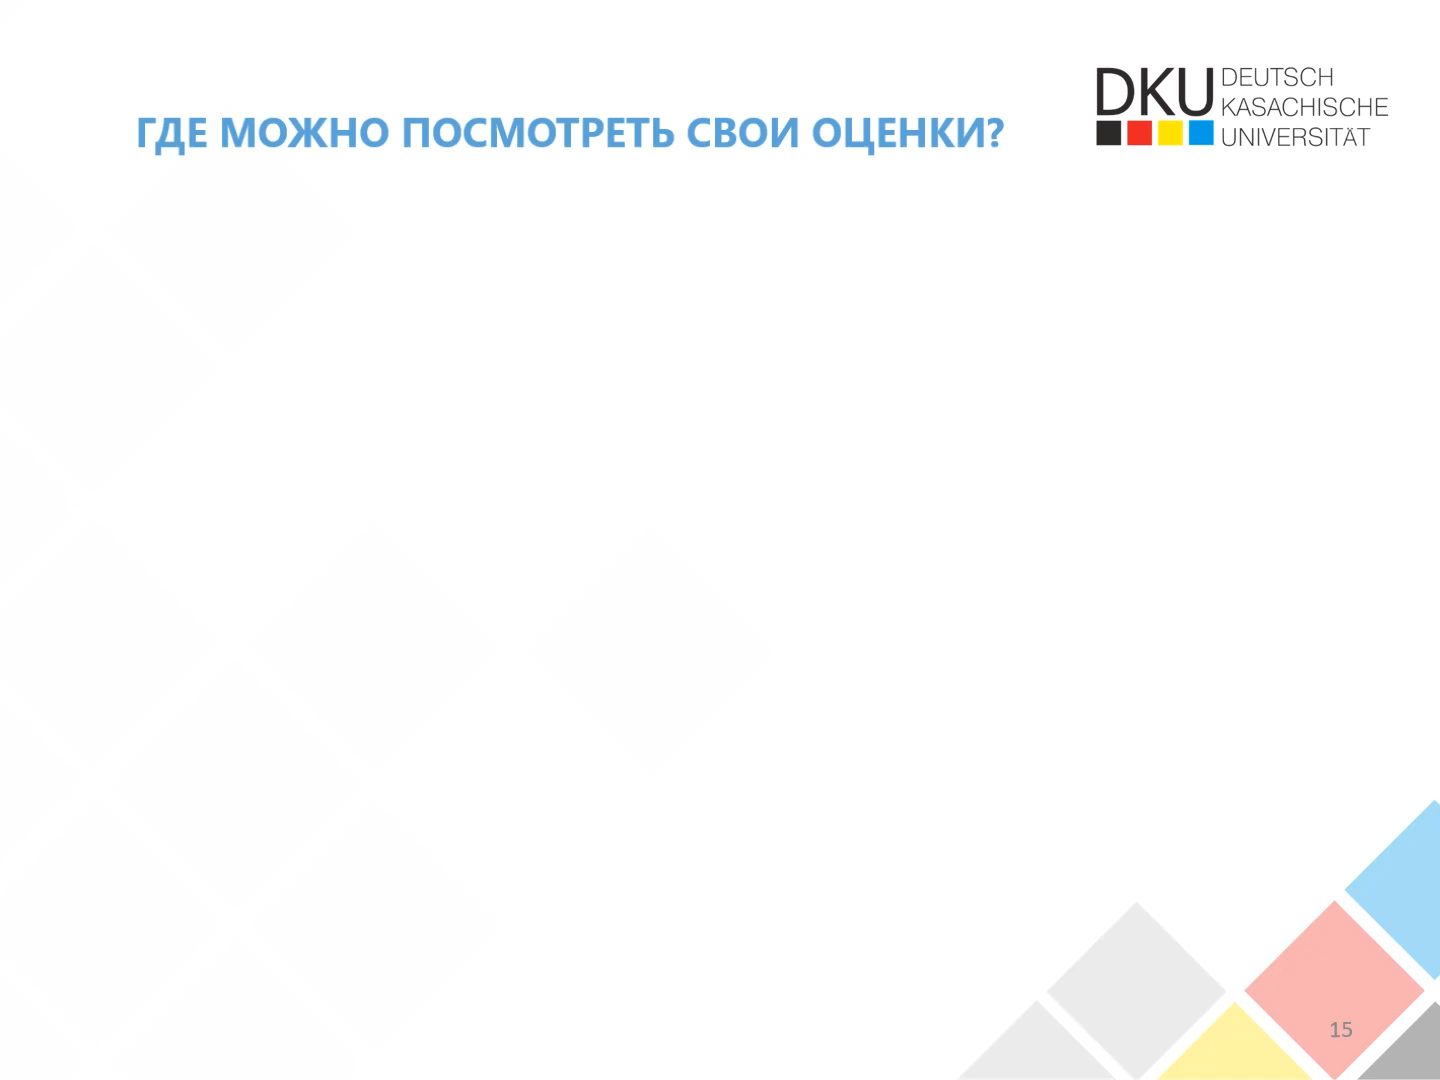 ГДЕ МОЖНО ПОСМОТРЕТЬ СВОИ ОЦЕНКИ?
DKU
DEUTSCH
KASACHISCHE
UNIVERSITÄT
15